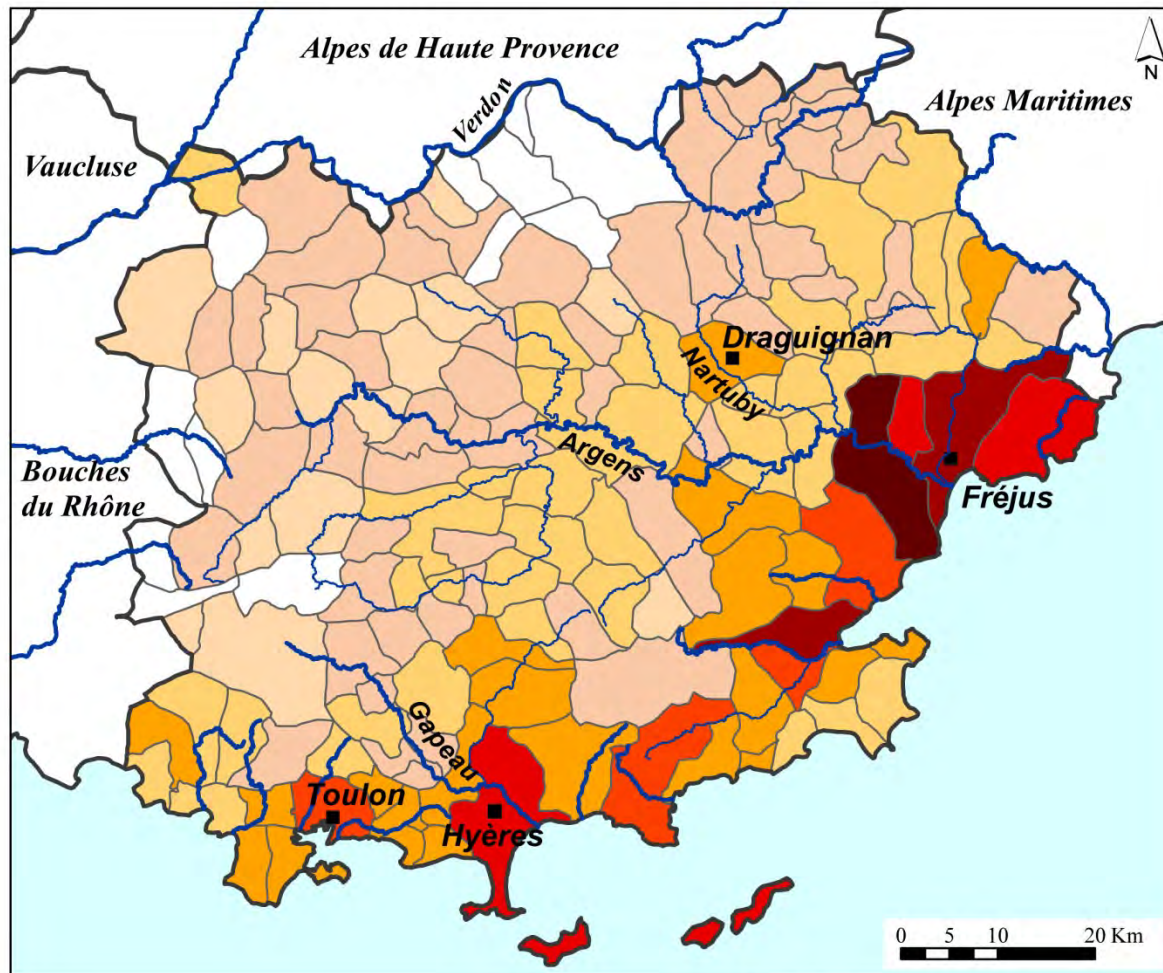 Alpes de Haute Provence
N
Alpes Maritimes
Verdon
Vaucluse
Draguignan
Nartuby
Argens
Bouches
du Rhône
Fréjus
Gapeau
Toulon
Hyères
0 5 10 20 Km